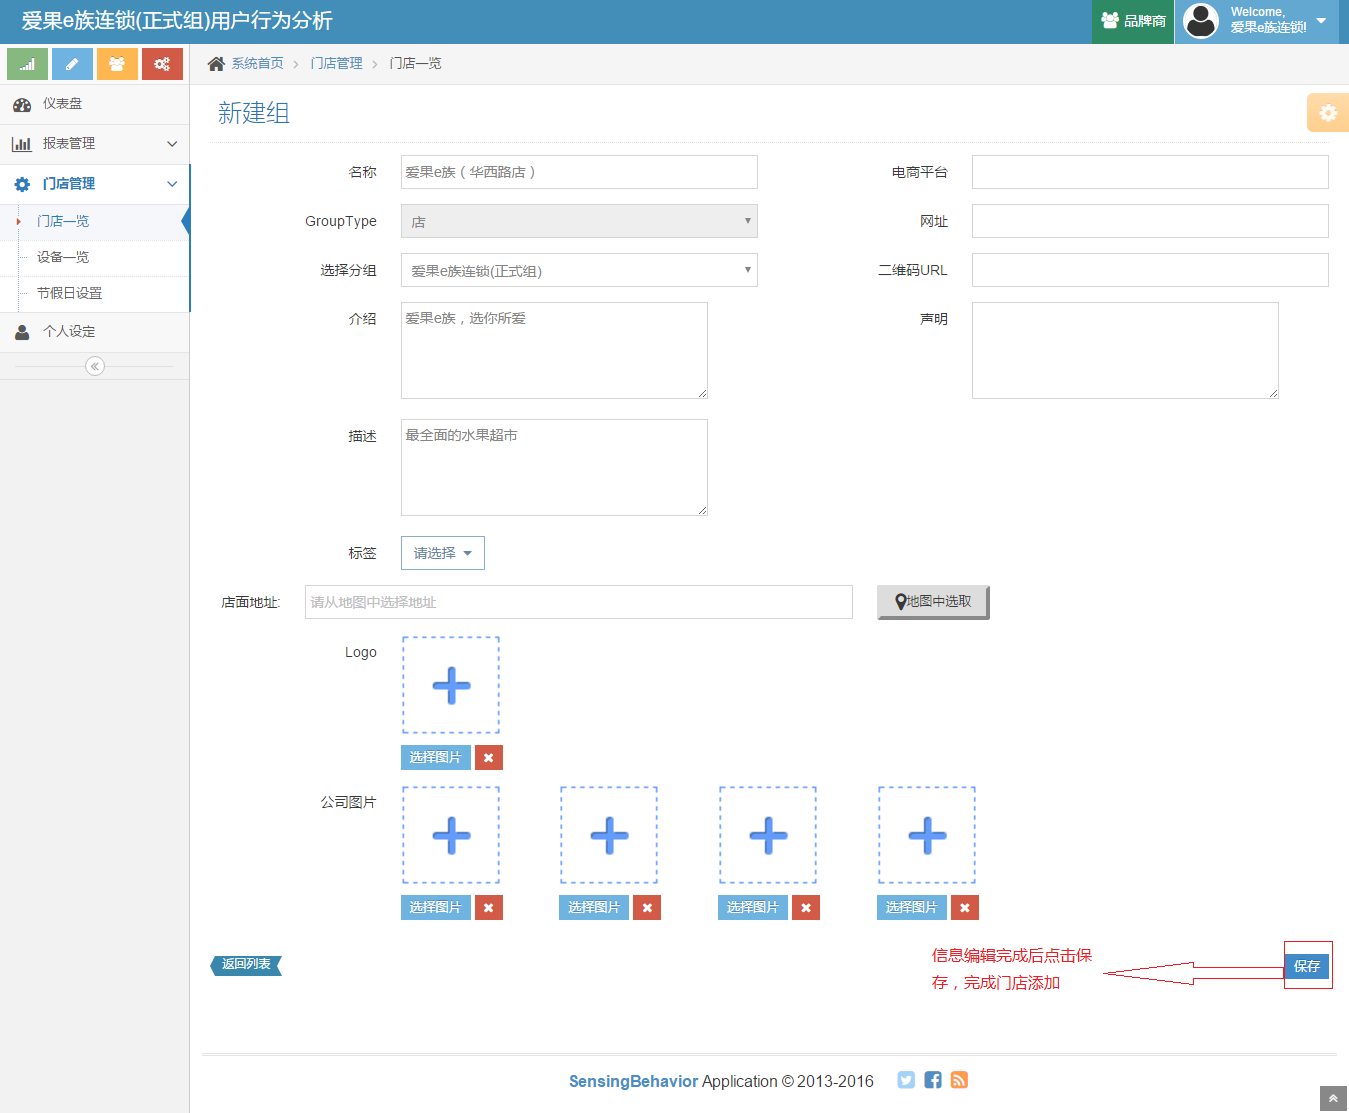 爱果e族连锁(正式组)用户行为分析
品牌商
Welcome,
爱果e族连锁!
系统首页 > 门店管理 > 门店一览
仪表盘
报表管理
门店管理
门店一览
设备一览
节假日设置
个人设定
新建组
名称 爱果e族（华西路店） 电商平台
GroupType 店 网址
选择分组 爱果e族连锁(正式组) 二维码URL
介绍 爱果e族，选你所爱 声明
描述 最全面的水果超市
标签 请选择
店面地址: 请从地图中选择地址 地图中选取
Logo
选择图片
公司图片
选择图片 选择图片 选择图片 选择图片
返回列表
信息编辑完成后点击保
存，完成门店添加
保存
SensingBehavior Application © 2013-2016